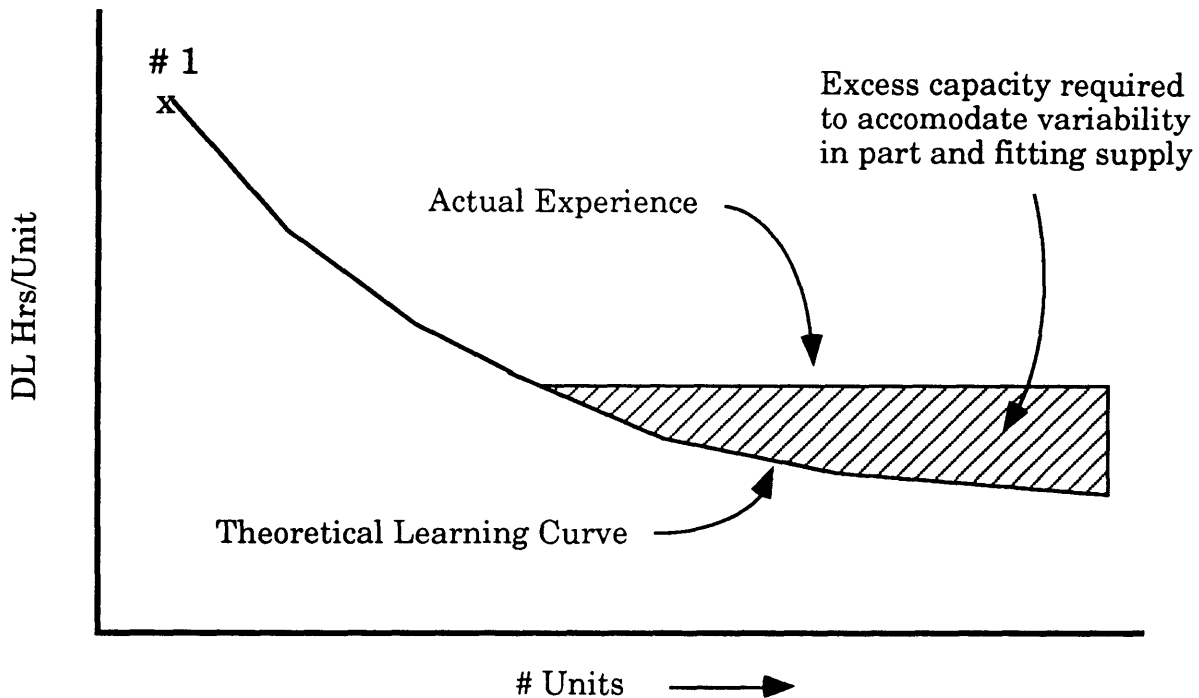 # 1
x
Excess capacity required
to accomodate variability
in part and fitting supply
Actual Experience
DL Hrs/Unit
Theoretical Learning Curve
# Units